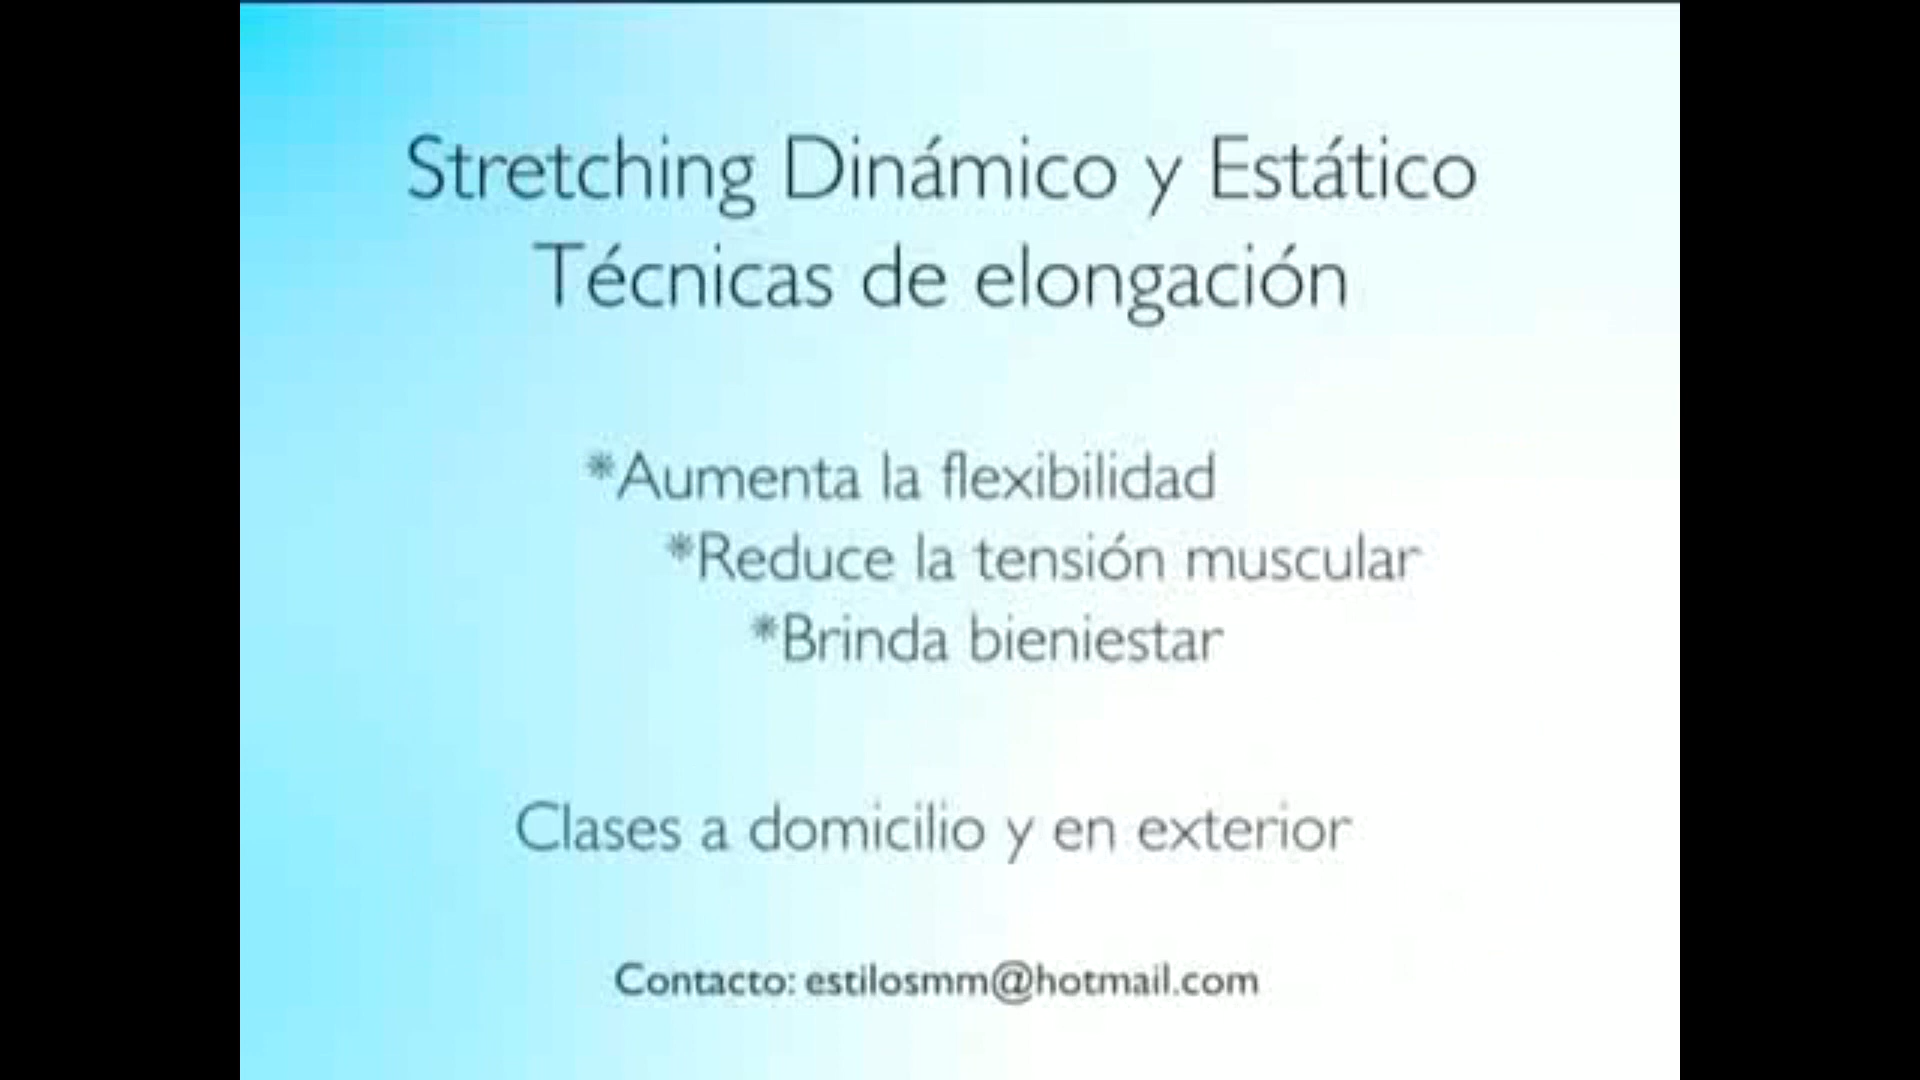 Stretching Dinámico y Estático
Técnicas de elongación
*Aumenta la flexibilidad
*Reduce la tensión muscular
*Brinda bieniestar
Clases a domicilio y en exterior
Contacto: estilosmm@hotmail.com